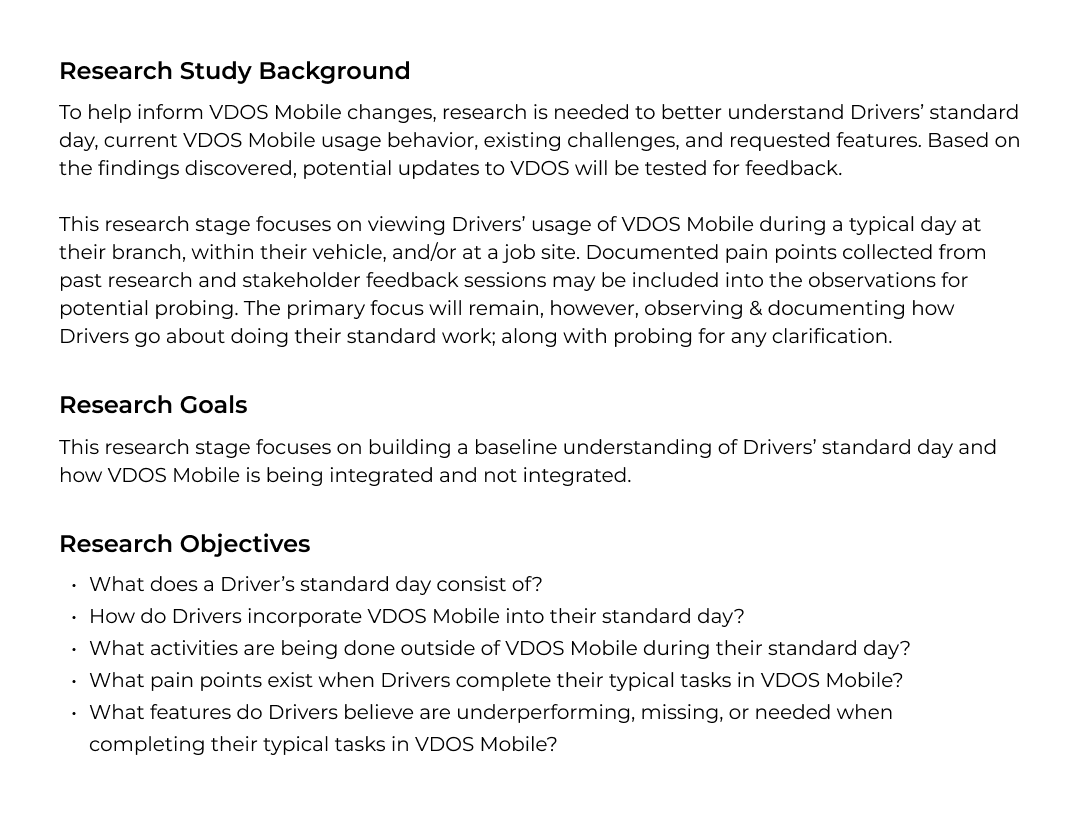 Research Study Background
To help inform VDOS Mobile changes, research is needed to better understand Drivers’ standard
day, current VDOS Mobile usage behavior, existing challenges, and requested features. Based on
the findings discovered, potential updates to VDOS will be tested for feedback.
This research stage focuses on viewing Drivers’ usage of VDOS Mobile during a typical day at
their branch, within their vehicle, and/or at a job site. Documented pain points collected from
past research and stakeholder feedback sessions may be included into the observations for
potential probing. The primary focus will remain, however, observing & documenting how
Drivers go about doing their standard work; along with probing for any clarification.
Research Goals
This research stage focuses on building a baseline understanding of Drivers’ standard day and
how VDOS Mobile is being integrated and not integrated.
Research Objectives
• What does a Driver’s standard day consist of?
• How do Drivers incorporate VDOS Mobile into their standard day?
• What activities are being done outside of VDOS Mobile during their standard day?
• What pain points exist when Drivers complete their typical tasks in VDOS Mobile?
• What features do Drivers believe are underperforming, missing, or needed when
completing their typical tasks in VDOS Mobile?